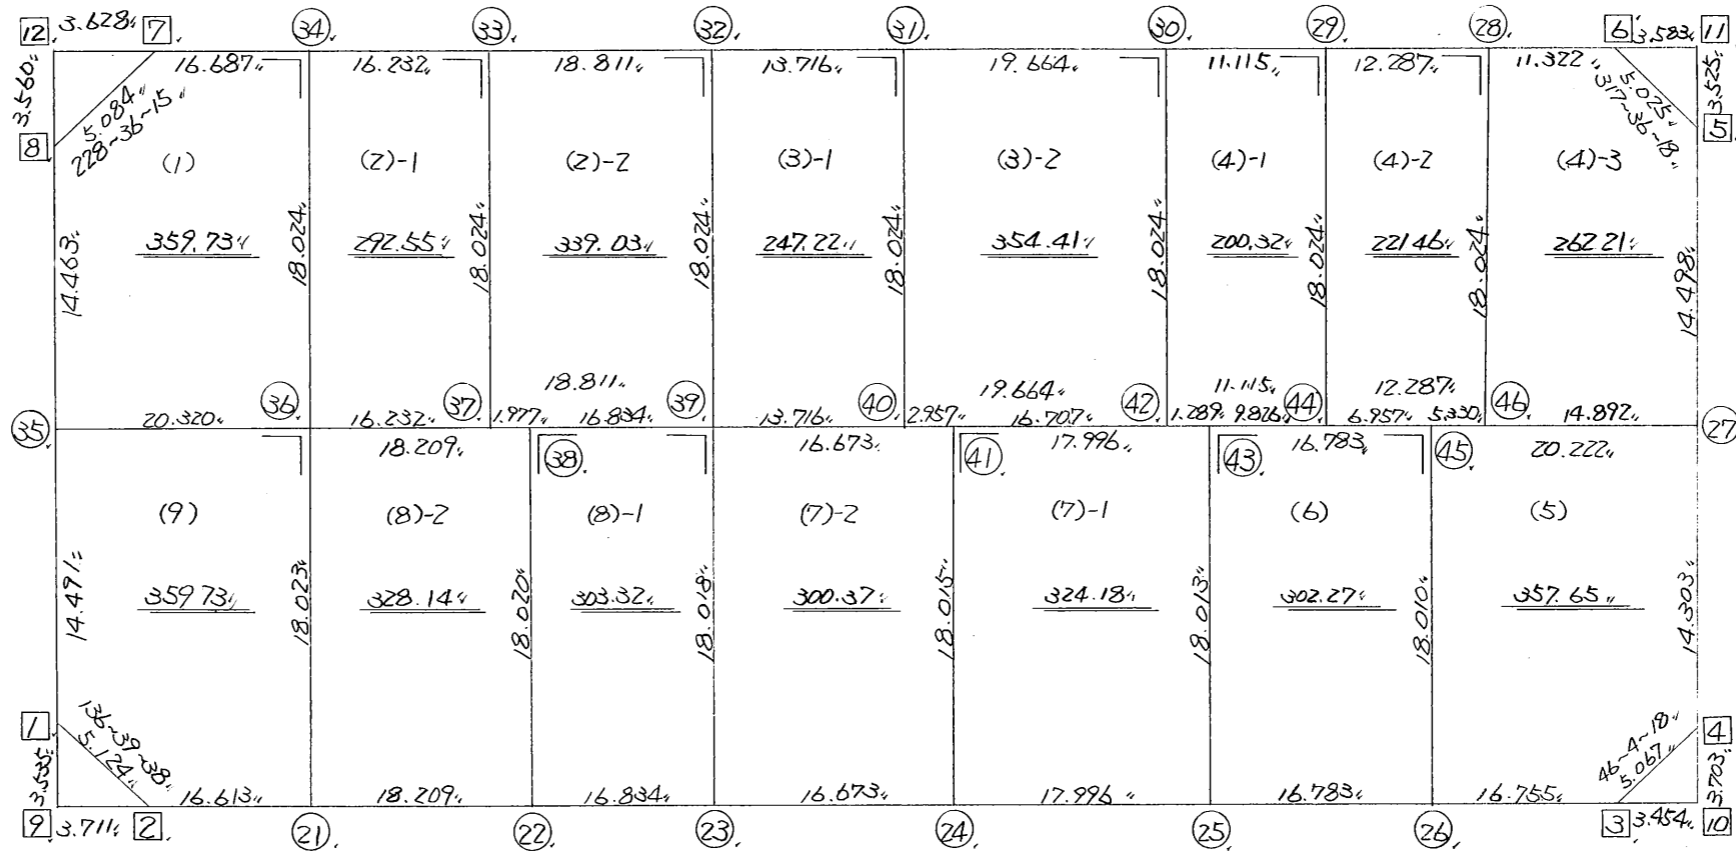 12 3.628 7 34 33 32 31 30 29 28 6 3.583 11
16.687 16.232 18.811 13.716 19.664 11.115 12.287 11.322
3.560 5.084 228~36~15 5.025 317~36~18 3.525
8 5
(1) (2)-1 (2)-2 (3)-1 (3)-2 (4)-1 (4)-2 (4)-3
359.73 292.55 339.03 247.22 354.41 200.32 221.46 262.21
14.463 18.024 18.024 18.024 18.024 18.024 18.024 18.024 14.498
18.811 19.664 11.115 12.287
35 20.320 36 16.232 37 1.977 16.834 39 13.716 40 2.957 16.707 42 1.289 9.826 44 6.957 5.330 46 14.892 27
18.209 38 16.673 41 17.996 43 16.783 45 20.222
(9) (8)-2 (8)-1 (7)-2 (7)-1 (6) (5)
359.73 328.14 303.32 300.37 324.18 302.27 357.65
14.491 18.023 18.020 18.018 18.015 18.013 18.010 14.303
1 4
3.535 136~39~38 5.124 46~4~18 5.067 3.703
16.613 18.209 16.834 16.673 17.996 16.783 16.755
9 3.711 2 21 22 23 24 25 26 3 3.454 10